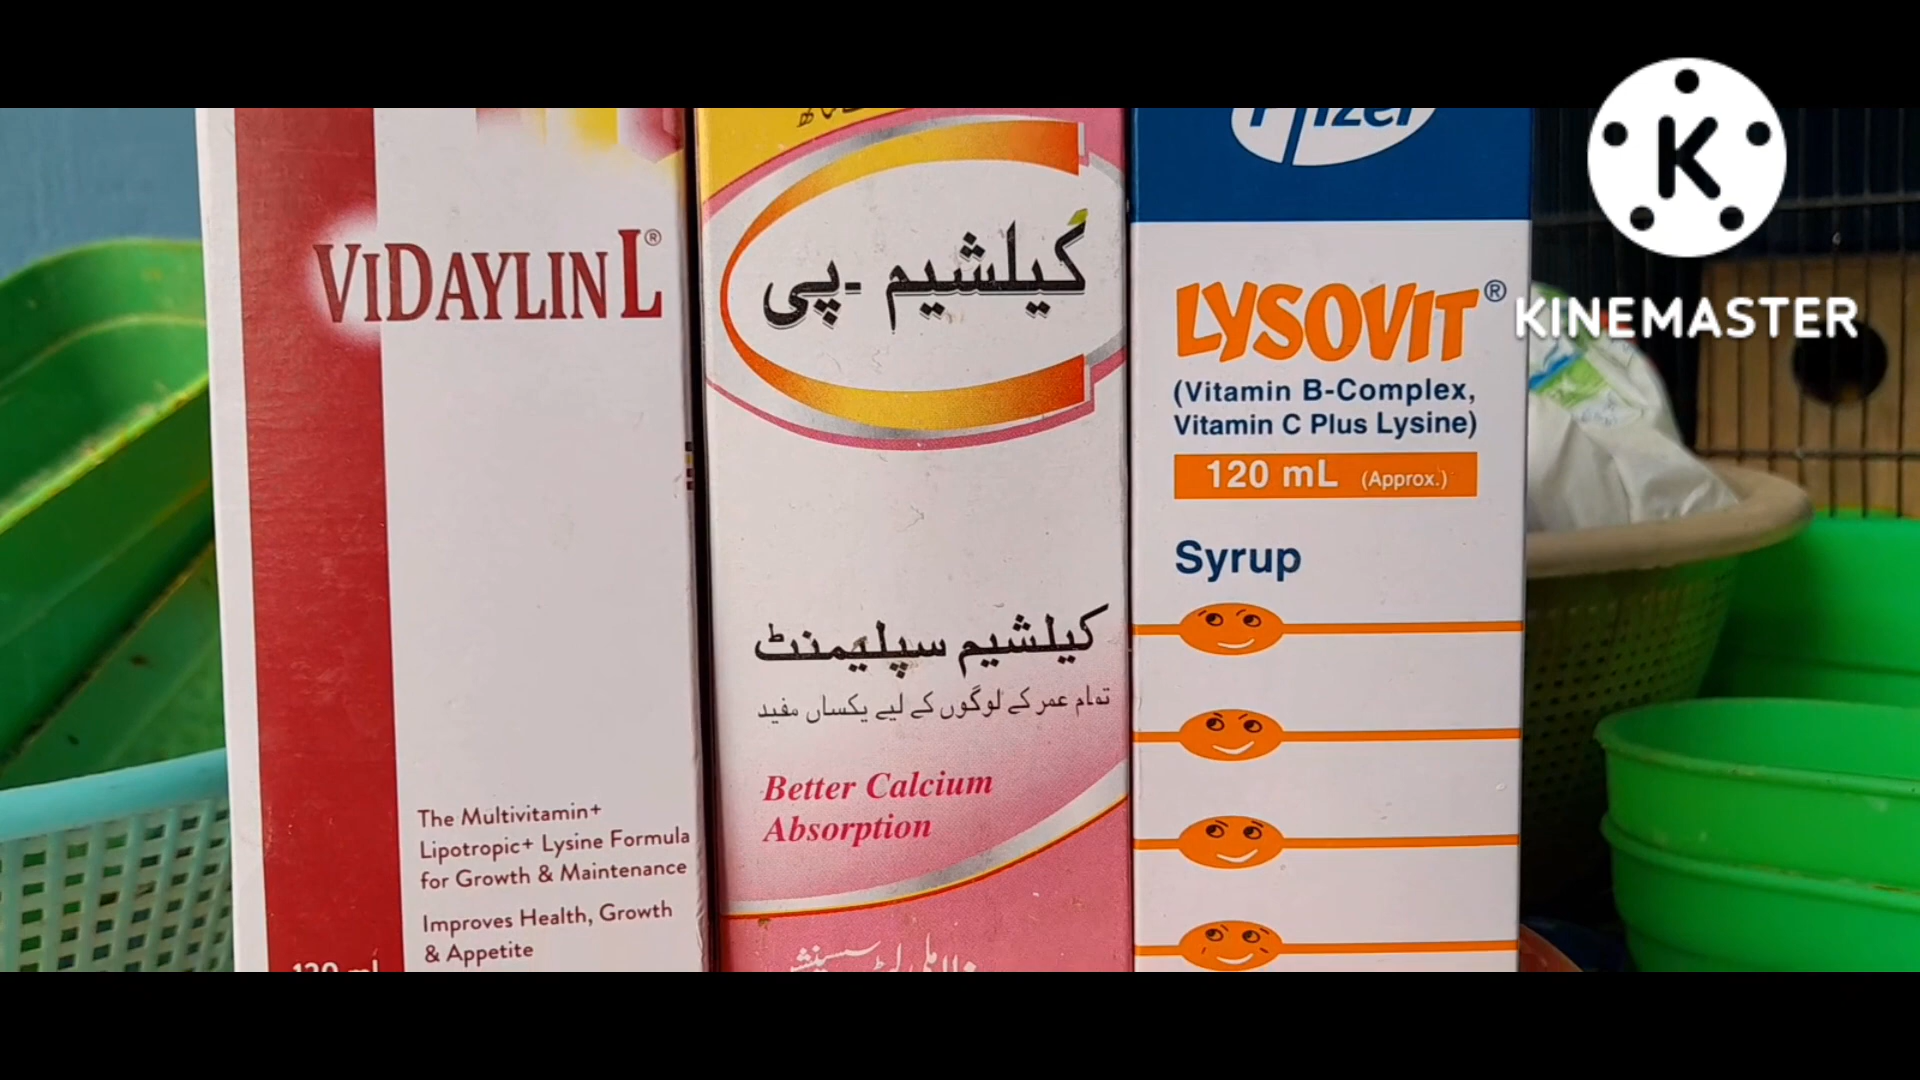 VIDAYLIN L®
The Multivitamin+
Lipotropic+ Lysine Formula
for Growth & Maintenance
Improves Health, Growth
& Appetite
120 ml
کیلشیم -پی
کیلشیم سپلیمنٹ
تمام عمر کے لوگوں کے لیے یکساں مفید
Better Calcium
Absorption
Pfizer
LYSOVIT®
(Vitamin B-Complex,
Vitamin C Plus Lysine)
120 mL (Approx.)
Syrup
K
KINEMASTER